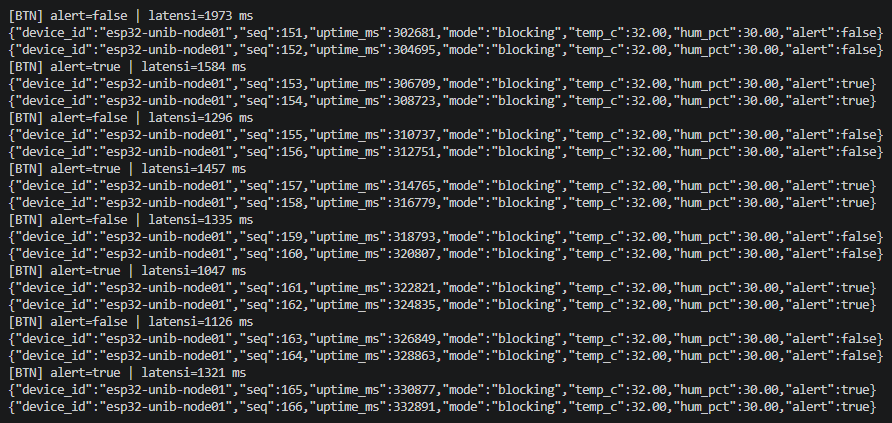 [BTN] alert=false | latensi=1973 ms
{"device_id":"esp32-unib-node01","seq":151,"uptime_ms":302681,"mode":"blocking","temp_c":32.00,"hum_pct":30.00,"alert":false}
{"device_id":"esp32-unib-node01","seq":152,"uptime_ms":304695,"mode":"blocking","temp_c":32.00,"hum_pct":30.00,"alert":false}
[BTN] alert=true | latensi=1584 ms
{"device_id":"esp32-unib-node01","seq":153,"uptime_ms":306709,"mode":"blocking","temp_c":32.00,"hum_pct":30.00,"alert":true}
{"device_id":"esp32-unib-node01","seq":154,"uptime_ms":308723,"mode":"blocking","temp_c":32.00,"hum_pct":30.00,"alert":true}
[BTN] alert=false | latensi=1296 ms
{"device_id":"esp32-unib-node01","seq":155,"uptime_ms":310737,"mode":"blocking","temp_c":32.00,"hum_pct":30.00,"alert":false}
{"device_id":"esp32-unib-node01","seq":156,"uptime_ms":312751,"mode":"blocking","temp_c":32.00,"hum_pct":30.00,"alert":false}
[BTN] alert=true | latensi=1457 ms
{"device_id":"esp32-unib-node01","seq":157,"uptime_ms":314765,"mode":"blocking","temp_c":32.00,"hum_pct":30.00,"alert":true}
{"device_id":"esp32-unib-node01","seq":158,"uptime_ms":316779,"mode":"blocking","temp_c":32.00,"hum_pct":30.00,"alert":true}
[BTN] alert=false | latensi=1335 ms
{"device_id":"esp32-unib-node01","seq":159,"uptime_ms":318793,"mode":"blocking","temp_c":32.00,"hum_pct":30.00,"alert":false}
{"device_id":"esp32-unib-node01","seq":160,"uptime_ms":320807,"mode":"blocking","temp_c":32.00,"hum_pct":30.00,"alert":false}
[BTN] alert=true | latensi=1047 ms
{"device_id":"esp32-unib-node01","seq":161,"uptime_ms":322821,"mode":"blocking","temp_c":32.00,"hum_pct":30.00,"alert":true}
{"device_id":"esp32-unib-node01","seq":162,"uptime_ms":324835,"mode":"blocking","temp_c":32.00,"hum_pct":30.00,"alert":true}
[BTN] alert=false | latensi=1126 ms
{"device_id":"esp32-unib-node01","seq":163,"uptime_ms":326849,"mode":"blocking","temp_c":32.00,"hum_pct":30.00,"alert":false}
{"device_id":"esp32-unib-node01","seq":164,"uptime_ms":328863,"mode":"blocking","temp_c":32.00,"hum_pct":30.00,"alert":false}
[BTN] alert=true | latensi=1321 ms
{"device_id":"esp32-unib-node01","seq":165,"uptime_ms":330877,"mode":"blocking","temp_c":32.00,"hum_pct":30.00,"alert":true}
{"device_id":"esp32-unib-node01","seq":166,"uptime_ms":332891,"mode":"blocking","temp_c":32.00,"hum_pct":30.00,"alert":true}